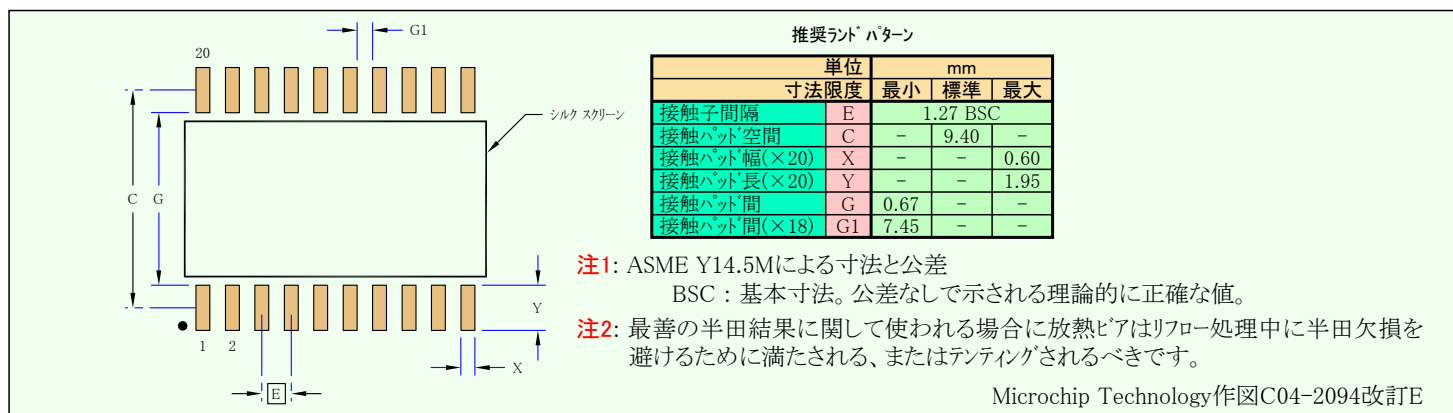 G1
20
シルク スクリーン
C
G
Y
1
2
X
E
推奨ランド パターン
単位 mm
寸法限度 最小 標準 最大
接触子間隔 E 1.27 BSC
接触パッド空間 C - 9.40 -
接触パッド幅(×20) X - - 0.60
接触パッド長(×20) Y - - 1.95
接触パッド間 G 0.67 - -
接触パッド間(×18) G1 7.45 - -
注1: ASME Y14.5Mによる寸法と公差
BSC : 基本寸法。公差なしで示される理論的に正確な値。
注2: 最善の半田結果に関して使われる場合に放熱ビアはリフロー処理中に半田欠損を
避けるために満たされる、またはテンティングされるべきです。
Microchip Technology作図C04-2094改訂E